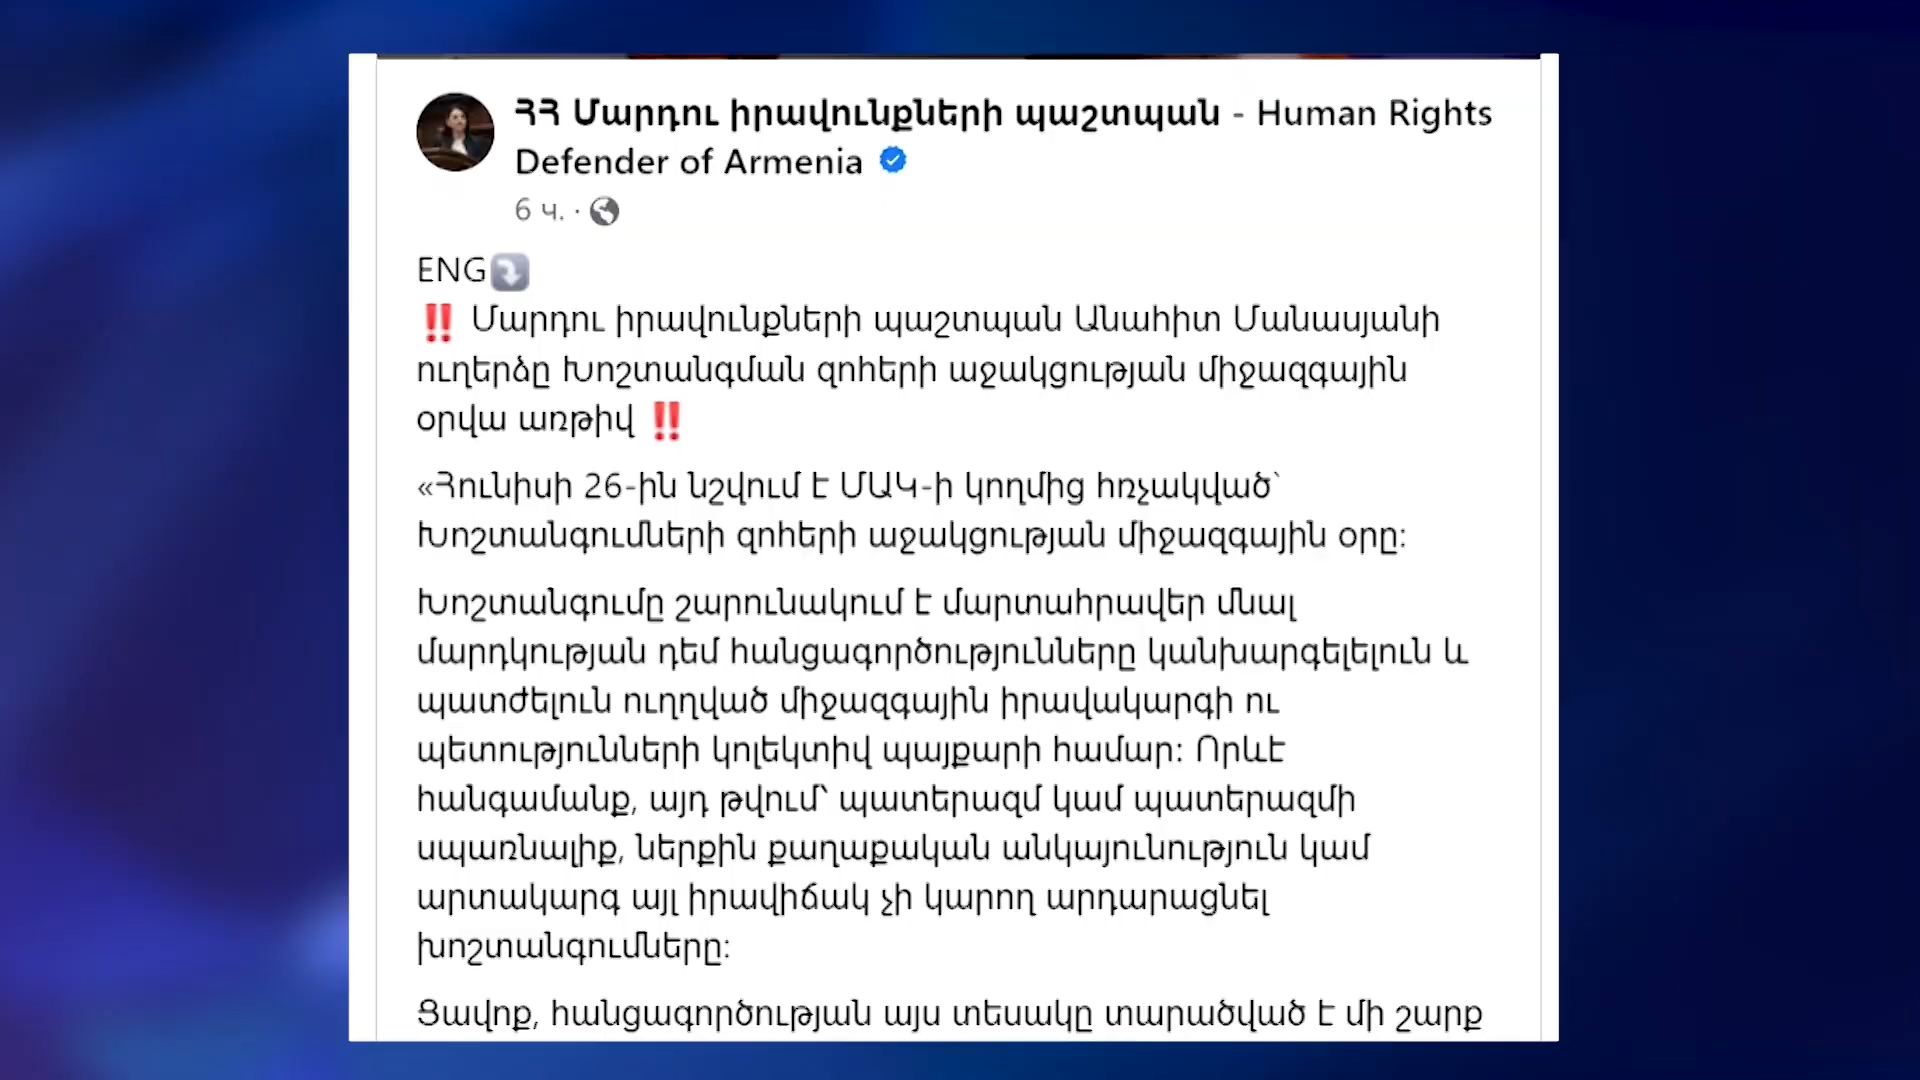 ՀՀ Մարդու իրավունքների պաշտպան - Human Rights
Defender of Armenia
6 ч. ·
ENG⤵️
‼️ Մարդու իրավունքների պաշտպան Անահիտ Մանասյանի
ուղերձը Խոշտանգման զոհերի աջակցության միջազգային
օրվա առթիվ ‼️
«Հունիսի 26-ին նշվում է ՄԱԿ-ի կողմից հռչակված՝
Խոշտանգումների զոհերի աջակցության միջազգային օրը:
Խոշտանգումը շարունակում է մարտահրավեր մնալ
մարդկության դեմ հանցագործությունները կանխարգելելուն և
պատժելուն ուղղված միջազգային իրավակարգի ու
պետությունների կոլեկտիվ պայքարի համար: Որևէ
հանգամանք, այդ թվում՝ պատերազմ կամ պատերազմի
սպառնալիք, ներքին քաղաքական անկայունություն կամ
արտակարգ այլ իրավիճակ չի կարող արդարացնել
խոշտանգումները:
Ցավոք, հանցագործության այս տեսակը տարածված է մի շարք